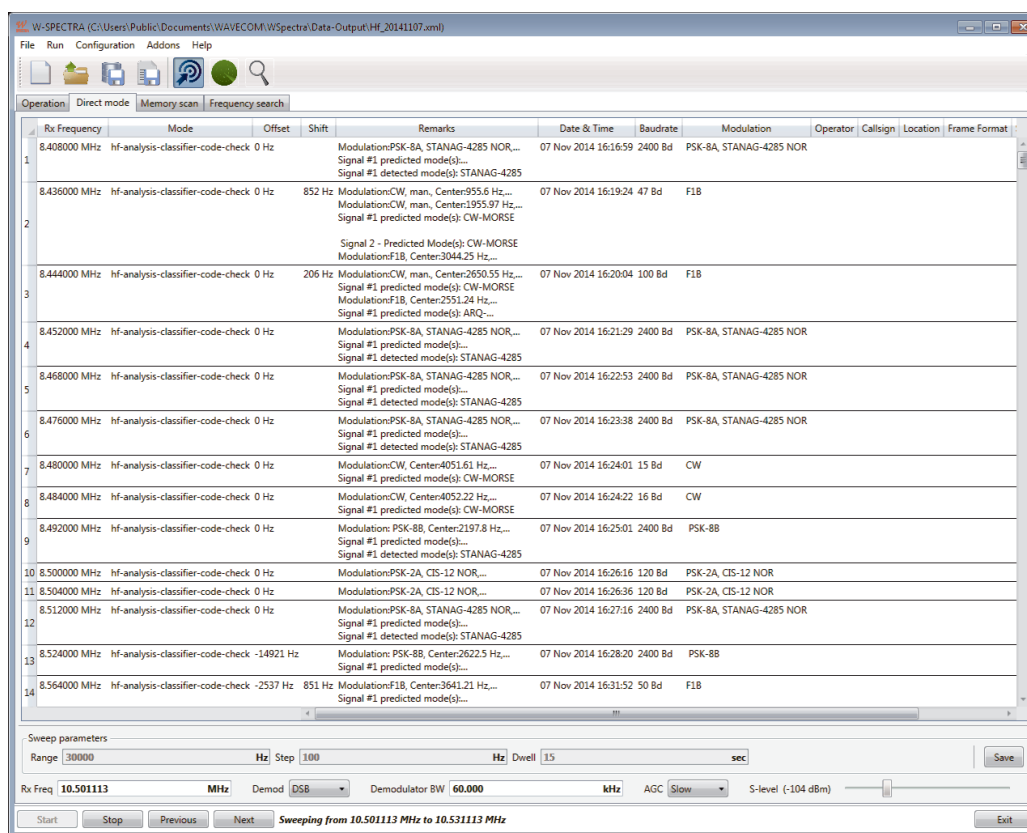 W-SPECTRA (C:\Users\Public\Documents\WAVECOM\WSpectra\Data-Output\Hf_20141107.xml)
File Run Configuration Addons Help
Operation Direct mode Memory scan Frequency search
Rx Frequency Mode Offset Shift Remarks Date & Time Baudrate Modulation Operator Callsign Location Frame Format
1 8.408000 MHz hf-analysis-classifier-code-check 0 Hz Modulation:PSK-8A, STANAG-4285 NOR,... 07 Nov 2014 16:16:59 2400 Bd PSK-8A, STANAG-4285 NOR
Signal #1 predicted mode(s):...
Signal #1 detected mode(s): STANAG-4285
2 8.436000 MHz hf-analysis-classifier-code-check 0 Hz 852 Hz Modulation:CW, man., Center:955.6 Hz,... 07 Nov 2014 16:19:24 47 Bd F1B
Modulation:CW, man., Center:1955.97 Hz,...
Signal #1 predicted mode(s): CW-MORSE
Signal 2 - Predicted Mode(s): CW-MORSE
Modulation:F1B, Center:3044.25 Hz,...
3 8.444000 MHz hf-analysis-classifier-code-check 0 Hz 206 Hz Modulation:CW, man., Center:2650.55 Hz,... 07 Nov 2014 16:20:04 100 Bd F1B
Signal #1 predicted mode(s): CW-MORSE
Modulation:F1B, Center:2551.24 Hz,...
Signal #1 predicted mode(s): ARQ-...
4 8.452000 MHz hf-analysis-classifier-code-check 0 Hz Modulation:PSK-8A, STANAG-4285 NOR,... 07 Nov 2014 16:21:29 2400 Bd PSK-8A, STANAG-4285 NOR
Signal #1 predicted mode(s):...
Signal #1 detected mode(s): STANAG-4285
5 8.468000 MHz hf-analysis-classifier-code-check 0 Hz Modulation:PSK-8A, STANAG-4285 NOR,... 07 Nov 2014 16:22:53 2400 Bd PSK-8A, STANAG-4285 NOR
Signal #1 predicted mode(s):...
Signal #1 detected mode(s): STANAG-4285
6 8.476000 MHz hf-analysis-classifier-code-check 0 Hz Modulation:PSK-8A, STANAG-4285 NOR,... 07 Nov 2014 16:23:38 2400 Bd PSK-8A, STANAG-4285 NOR
Signal #1 predicted mode(s):...
Signal #1 detected mode(s): STANAG-4285
7 8.480000 MHz hf-analysis-classifier-code-check 0 Hz Modulation:CW, Center:4051.61 Hz,... 07 Nov 2014 16:24:01 15 Bd CW
Signal #1 predicted mode(s): CW-MORSE
8 8.484000 MHz hf-analysis-classifier-code-check 0 Hz Modulation:CW, Center:4052.22 Hz,... 07 Nov 2014 16:24:22 16 Bd CW
Signal #1 predicted mode(s): CW-MORSE
9 8.492000 MHz hf-analysis-classifier-code-check 0 Hz Modulation: PSK-8B, Center:2197.8 Hz,... 07 Nov 2014 16:25:01 2400 Bd PSK-8B
Signal #1 predicted mode(s):...
Signal #1 detected mode(s): STANAG-4285
10 8.500000 MHz hf-analysis-classifier-code-check 0 Hz Modulation:PSK-2A, CIS-12 NOR,... 07 Nov 2014 16:26:16 120 Bd PSK-2A, CIS-12 NOR
11 8.504000 MHz hf-analysis-classifier-code-check 0 Hz Modulation:PSK-2A, CIS-12 NOR,... 07 Nov 2014 16:26:36 120 Bd PSK-2A, CIS-12 NOR
12 8.512000 MHz hf-analysis-classifier-code-check 0 Hz Modulation:PSK-8A, STANAG-4285 NOR,... 07 Nov 2014 16:27:16 2400 Bd PSK-8A, STANAG-4285 NOR
Signal #1 predicted mode(s):...
Signal #1 detected mode(s): STANAG-4285
13 8.524000 MHz hf-analysis-classifier-code-check -14921 Hz Modulation: PSK-8B, Center:2622.5 Hz,... 07 Nov 2014 16:28:20 2400 Bd PSK-8B
Signal #1 predicted mode(s):...
14 8.564000 MHz hf-analysis-classifier-code-check -2537 Hz 851 Hz Modulation:F1B, Center:3641.21 Hz,... 07 Nov 2014 16:31:52 50 Bd F1B
Signal #1 predicted mode(s):...
Sweep parameters
Range 30000 Hz Step 100 Hz Dwell 15 sec Save
Rx Freq 10.501113 MHz Demod DSB Demodulator BW 60.000 kHz AGC Slow S-level (-104 dBm)
Start Stop Previous Next Sweeping from 10.501113 MHz to 10.531113 MHz Exit